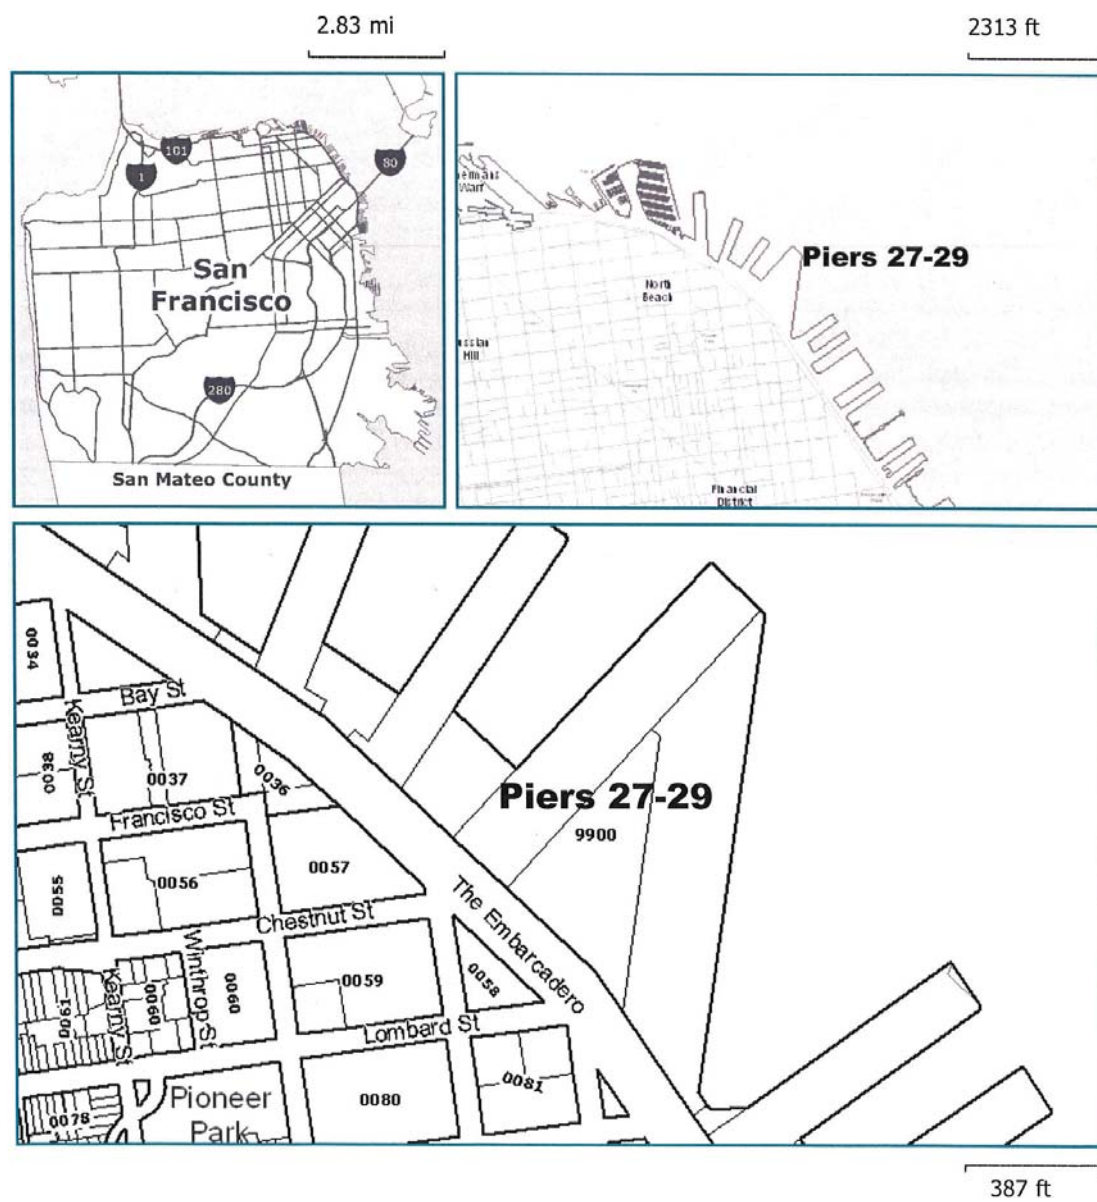 2.83 mi
2313 ft
101
1
80
San
Francisco
280
San Mateo County
Piers 27-29
North
Beach
Hill
Financial
District
0034
Bay St
Kearny St
0038
0037
0036
Francisco St
Piers 27-29
9900
0055
0056
0057
Chestnut St
The Embarcadero
Winthrop St
Kearny St
0061
0060
0060
0059
0058
Lombard St
0078
Pioneer
Park
0080
0081
387 ft